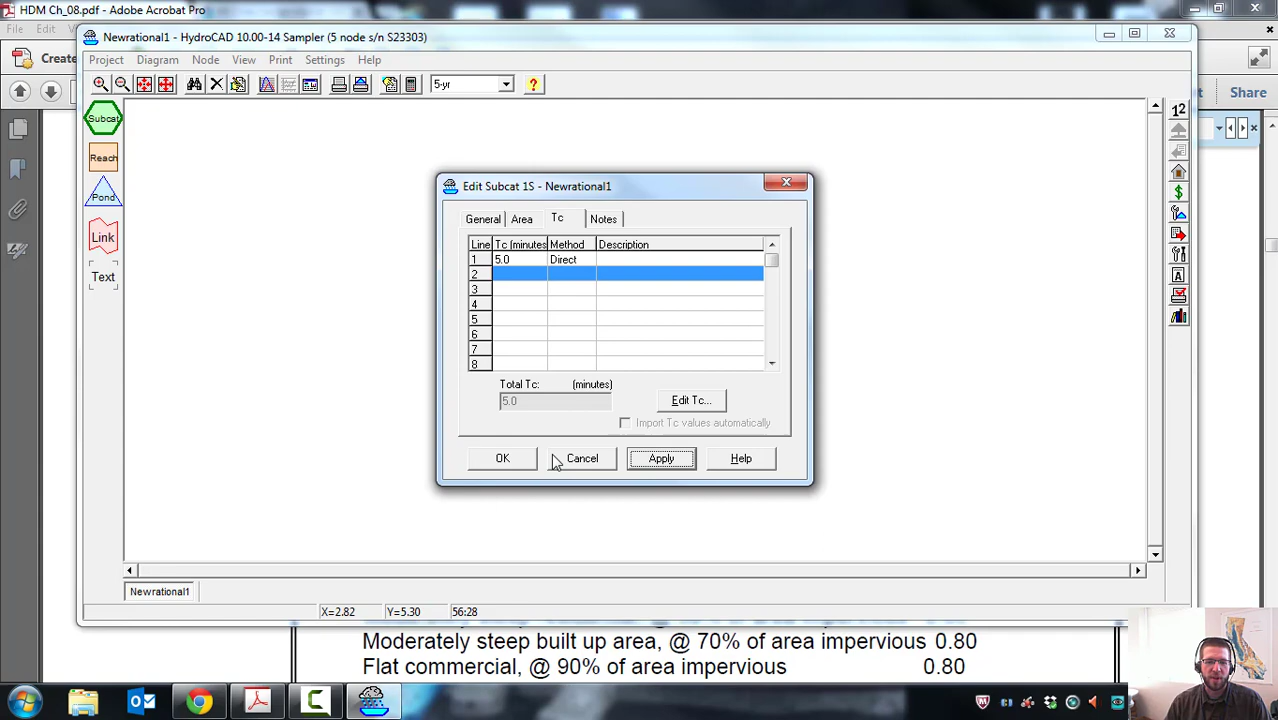 HDM Ch_08.pdf - Adobe Acrobat Pro
File Edit
Newrational1 - HydroCAD 10.00-14 Sampler (5 node s/n S23303)
Create
Project Diagram Node View Print Settings Help
5-yr
Share
Subcat
Reach
Pond
Link
Text
Edit Subcat 1S - Newrational1
General Area Tc Notes
Line Tc (minutes Method Description
1 5.0 Direct
2
3
4
5
6
7
8
Total Tc: (minutes)
5.0
Edit Tc...
Import Tc values automatically
OK Cancel Apply Help
Newrational1
X=2.82 Y=5.30 56:28
Moderately steep built up area, @ 70% of area impervious 0.80
Flat commercial, @ 90% of area impervious 0.80